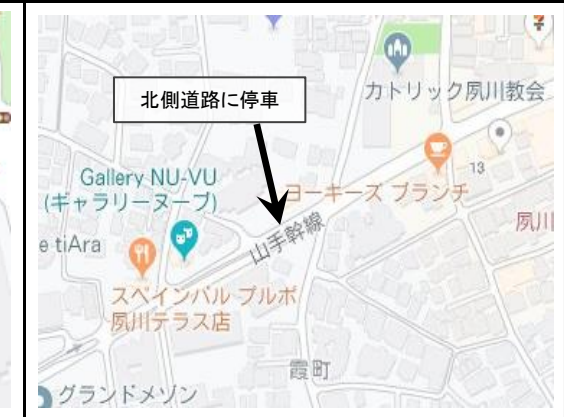 カトリック夙川教会
北側道路に停車
13
Gallery NU-VU
(ギャラリーヌーブ)
ヨーキーズ ブランチ
夙川
e tiAra
山手幹線
スペインバル プルポ
夙川テラス店
霞町
グランドメゾン